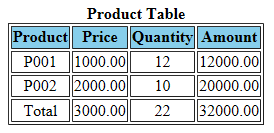 Product Table
Product Price Quantity Amount
P001 1000.00 12 12000.00
P002 2000.00 10 20000.00
Total 3000.00 22 32000.00